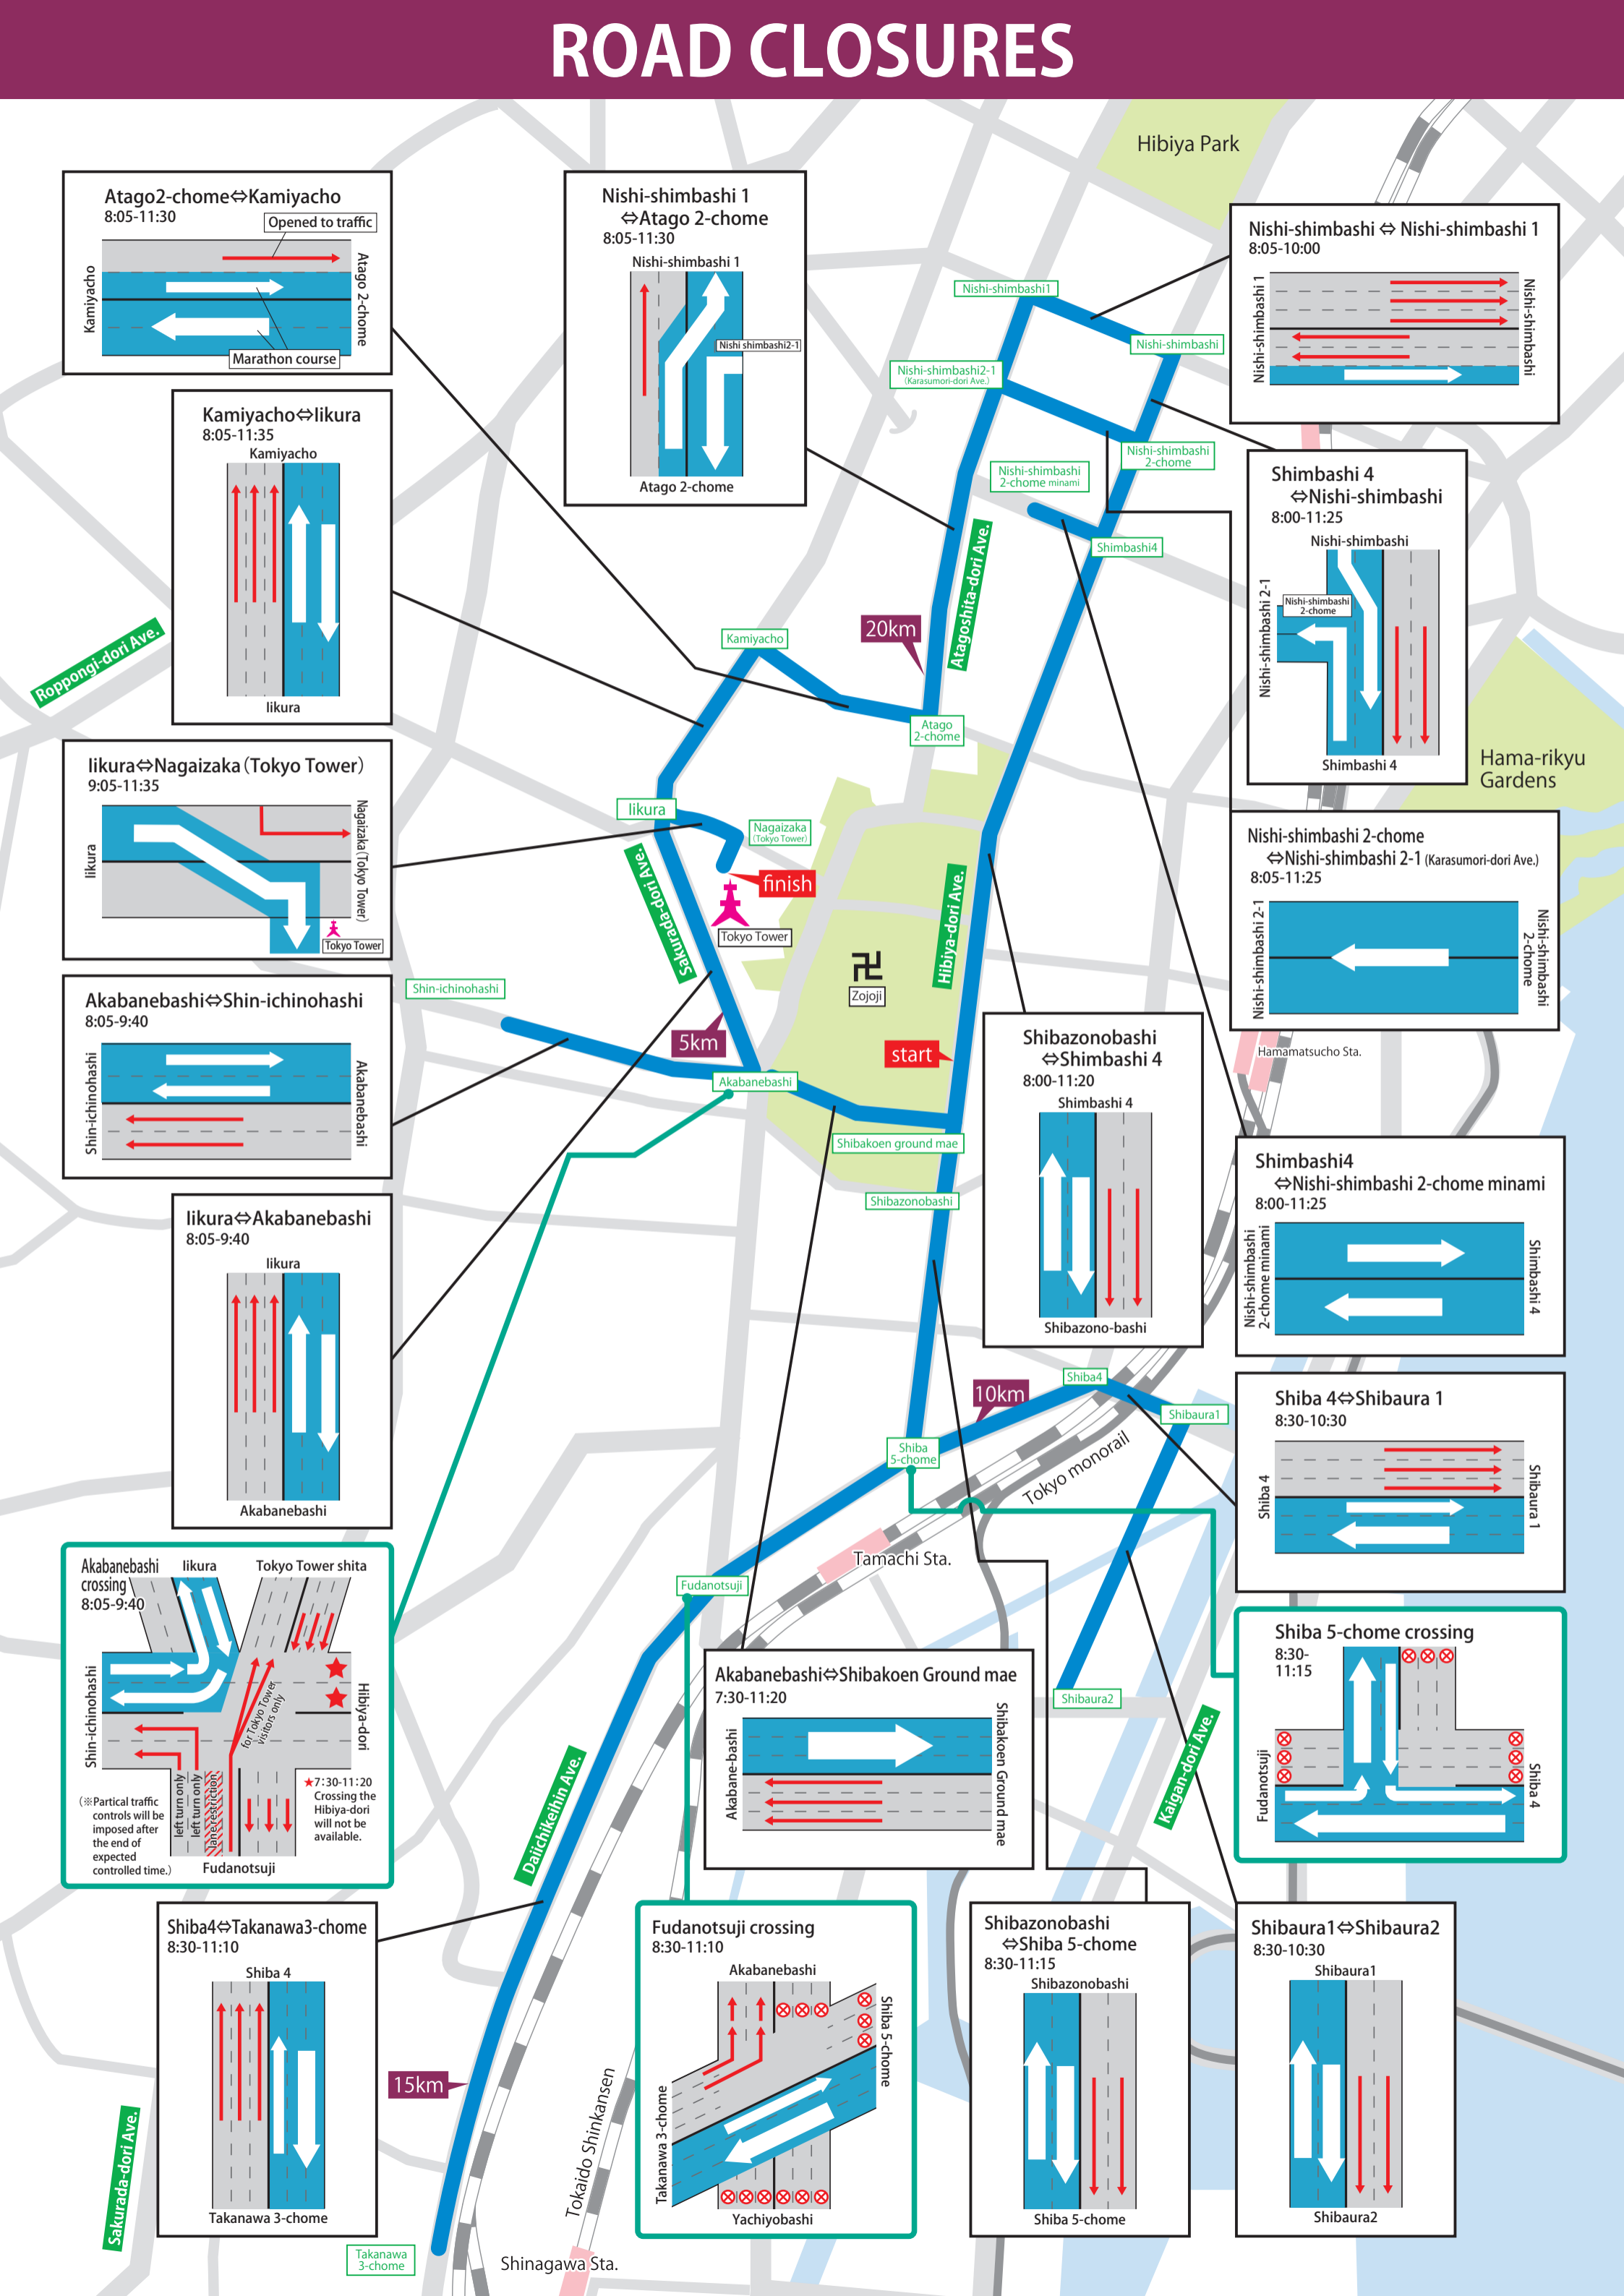 ROAD CLOSURES
Hibiya Park
Atago2-chome⇔Kamiyacho
8:05-11:30
Opened to traffic
Kamiyacho
Atago 2-chome
Marathon course
Nishi-shimbashi 1
⇔Atago 2-chome
8:05-11:30
Nishi-shimbashi 1
Nishi shimbashi2-1
Atago 2-chome
Nishi-shimbashi ⇔ Nishi-shimbashi 1
8:05-10:00
Nishi-shimbashi 1
Nishi-shimbashi
Nishi-shimbashi1
Nishi-shimbashi
Nishi-shimbashi2-1
(Karasumori-dori Ave.)
Nishi-shimbashi
2-chome
Nishi-shimbashi
2-chome minami
Shimbashi4
Kamiyacho⇔Iikura
8:05-11:35
Kamiyacho
Iikura
Shimbashi 4
⇔Nishi-shimbashi
8:00-11:25
Nishi-shimbashi
Nishi-shimbashi 2-1
Nishi-shimbashi
2-chome
Shimbashi 4
Atagoshita-dori Ave.
20km
Kamiyacho
Roppongi-dori Ave.
Atago
2-chome
Hama-rikyu
Gardens
Iikura⇔Nagaizaka(Tokyo Tower)
9:05-11:35
Iikura
Nagaizaka(Tokyo Tower)
Tokyo Tower
Iikura
Nagaizaka
(Tokyo Tower)
finish
Tokyo Tower
Sakurada-dori Ave.
Hibiya-dori Ave.
卍
Zojoji
Nishi-shimbashi 2-chome
⇔Nishi-shimbashi 2-1 (Karasumori-dori Ave.)
8:05-11:25
Nishi-shimbashi 2-1
Nishi-shimbashi
2-chome
Akabanebashi⇔Shin-ichinohashi
8:05-9:40
Shin-ichinohashi
Akabanebashi
Shin-ichinohashi
5km
start
Akabanebashi
Shibakoen ground mae
Shibazonobashi
Hamamatsucho Sta.
Shibazonobashi
⇔Shimbashi 4
8:00-11:20
Shimbashi 4
Shibazono-bashi
Shimbashi4
⇔Nishi-shimbashi 2-chome minami
8:00-11:25
Nishi-shimbashi
2-chome minami
Shimbashi 4
Iikura⇔Akabanebashi
8:05-9:40
Iikura
Akabanebashi
Shiba4
10km
Shibaura1
Shiba
5-chome
Tokyo monorail
Shiba 4⇔Shibaura 1
8:30-10:30
Shiba 4
Shibaura 1
Tamachi Sta.
Fudanotsuji
Akabanebashi
crossing
8:05-9:40
Iikura
Tokyo Tower shita
Shin-ichinohashi
Hibiya-dori
for Tokyo Tower
visitors only
left turn only
left turn only
lane restriction
★7:30-11:20
Crossing the
Hibiya-dori
will not be
available.
(※Partical traffic
controls will be
imposed after
the end of
expected
controlled time.)
Fudanotsuji
Akabanebashi⇔Shibakoen Ground mae
7:30-11:20
Akabane-bashi
Shibakoen Ground mae
Shibaura2
Kaigan-dori Ave.
Shiba 5-chome crossing
8:30-
11:15
Fudanotsuji
Shiba 4
Daiichikeihin Ave.
Shiba4⇔Takanawa3-chome
8:30-11:10
Shiba 4
Takanawa 3-chome
Fudanotsuji crossing
8:30-11:10
Akabanebashi
Shiba 5-chome
Takanawa 3-chome
Yachiyobashi
Shibazonobashi
⇔Shiba 5-chome
8:30-11:15
Shibazonobashi
Shiba 5-chome
Shibaura1⇔Shibaura2
8:30-10:30
Shibaura1
Shibaura2
15km
Sakurada-dori Ave.
Tokaido Shinkansen
Takanawa
3-chome
Shinagawa Sta.